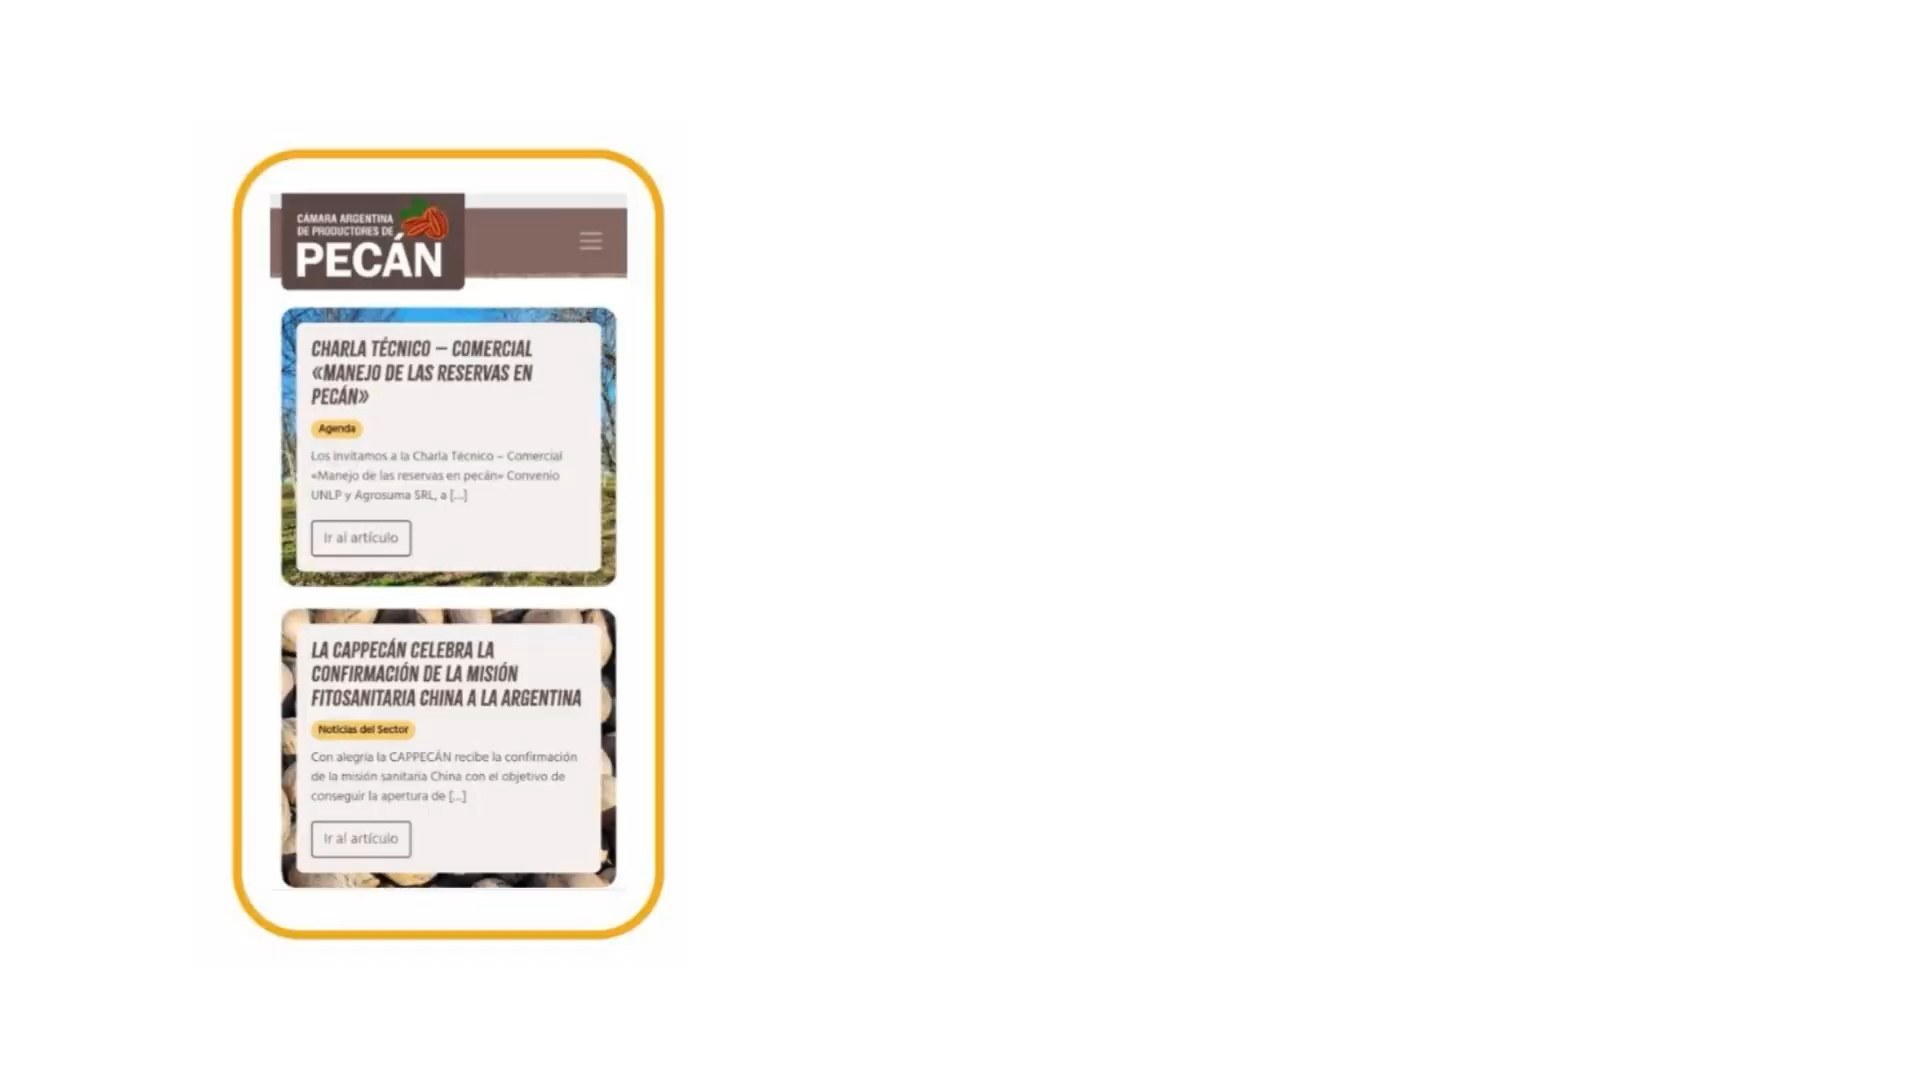 CÁMARA ARGENTINA
DE PRODUCTORES DE
PECÁN
CHARLA TÉCNICO – COMERCIAL
«MANEJO DE LAS RESERVAS EN
PECÁN»
Agenda
Los invitamos a la Charla Técnico – Comercial
«Manejo de las reservas en pecán» Convenio
UNLP y Agrosuma SRL, a [...]
Ir al artículo
LA CAPPECÁN CELEBRA LA
CONFIRMACIÓN DE LA MISIÓN
FITOSANITARIA CHINA A LA ARGENTINA
Noticias del Sector
Con alegría la CAPPECÁN recibe la confirmación
de la misión sanitaria China con el objetivo de
conseguir la apertura de [...]
Ir al artículo